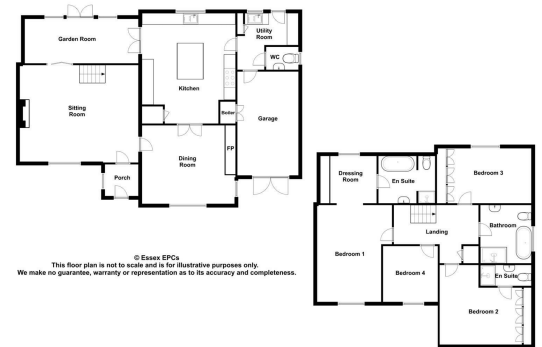 Garden Room
Utility
Room
WC
Kitchen
Sitting
Room
Boiler
Garage
Dining
Room
FP
Porch
Dressing
Room
En Suite
Bedroom 3
Landing
Bathroom
Bedroom 1
Bedroom 4
En Suite
Bedroom 2
© Essex EPCs
This floor plan is not to scale and is for illustrative purposes only.
We make no guarantee, warranty or representation as to its accuracy and completeness.